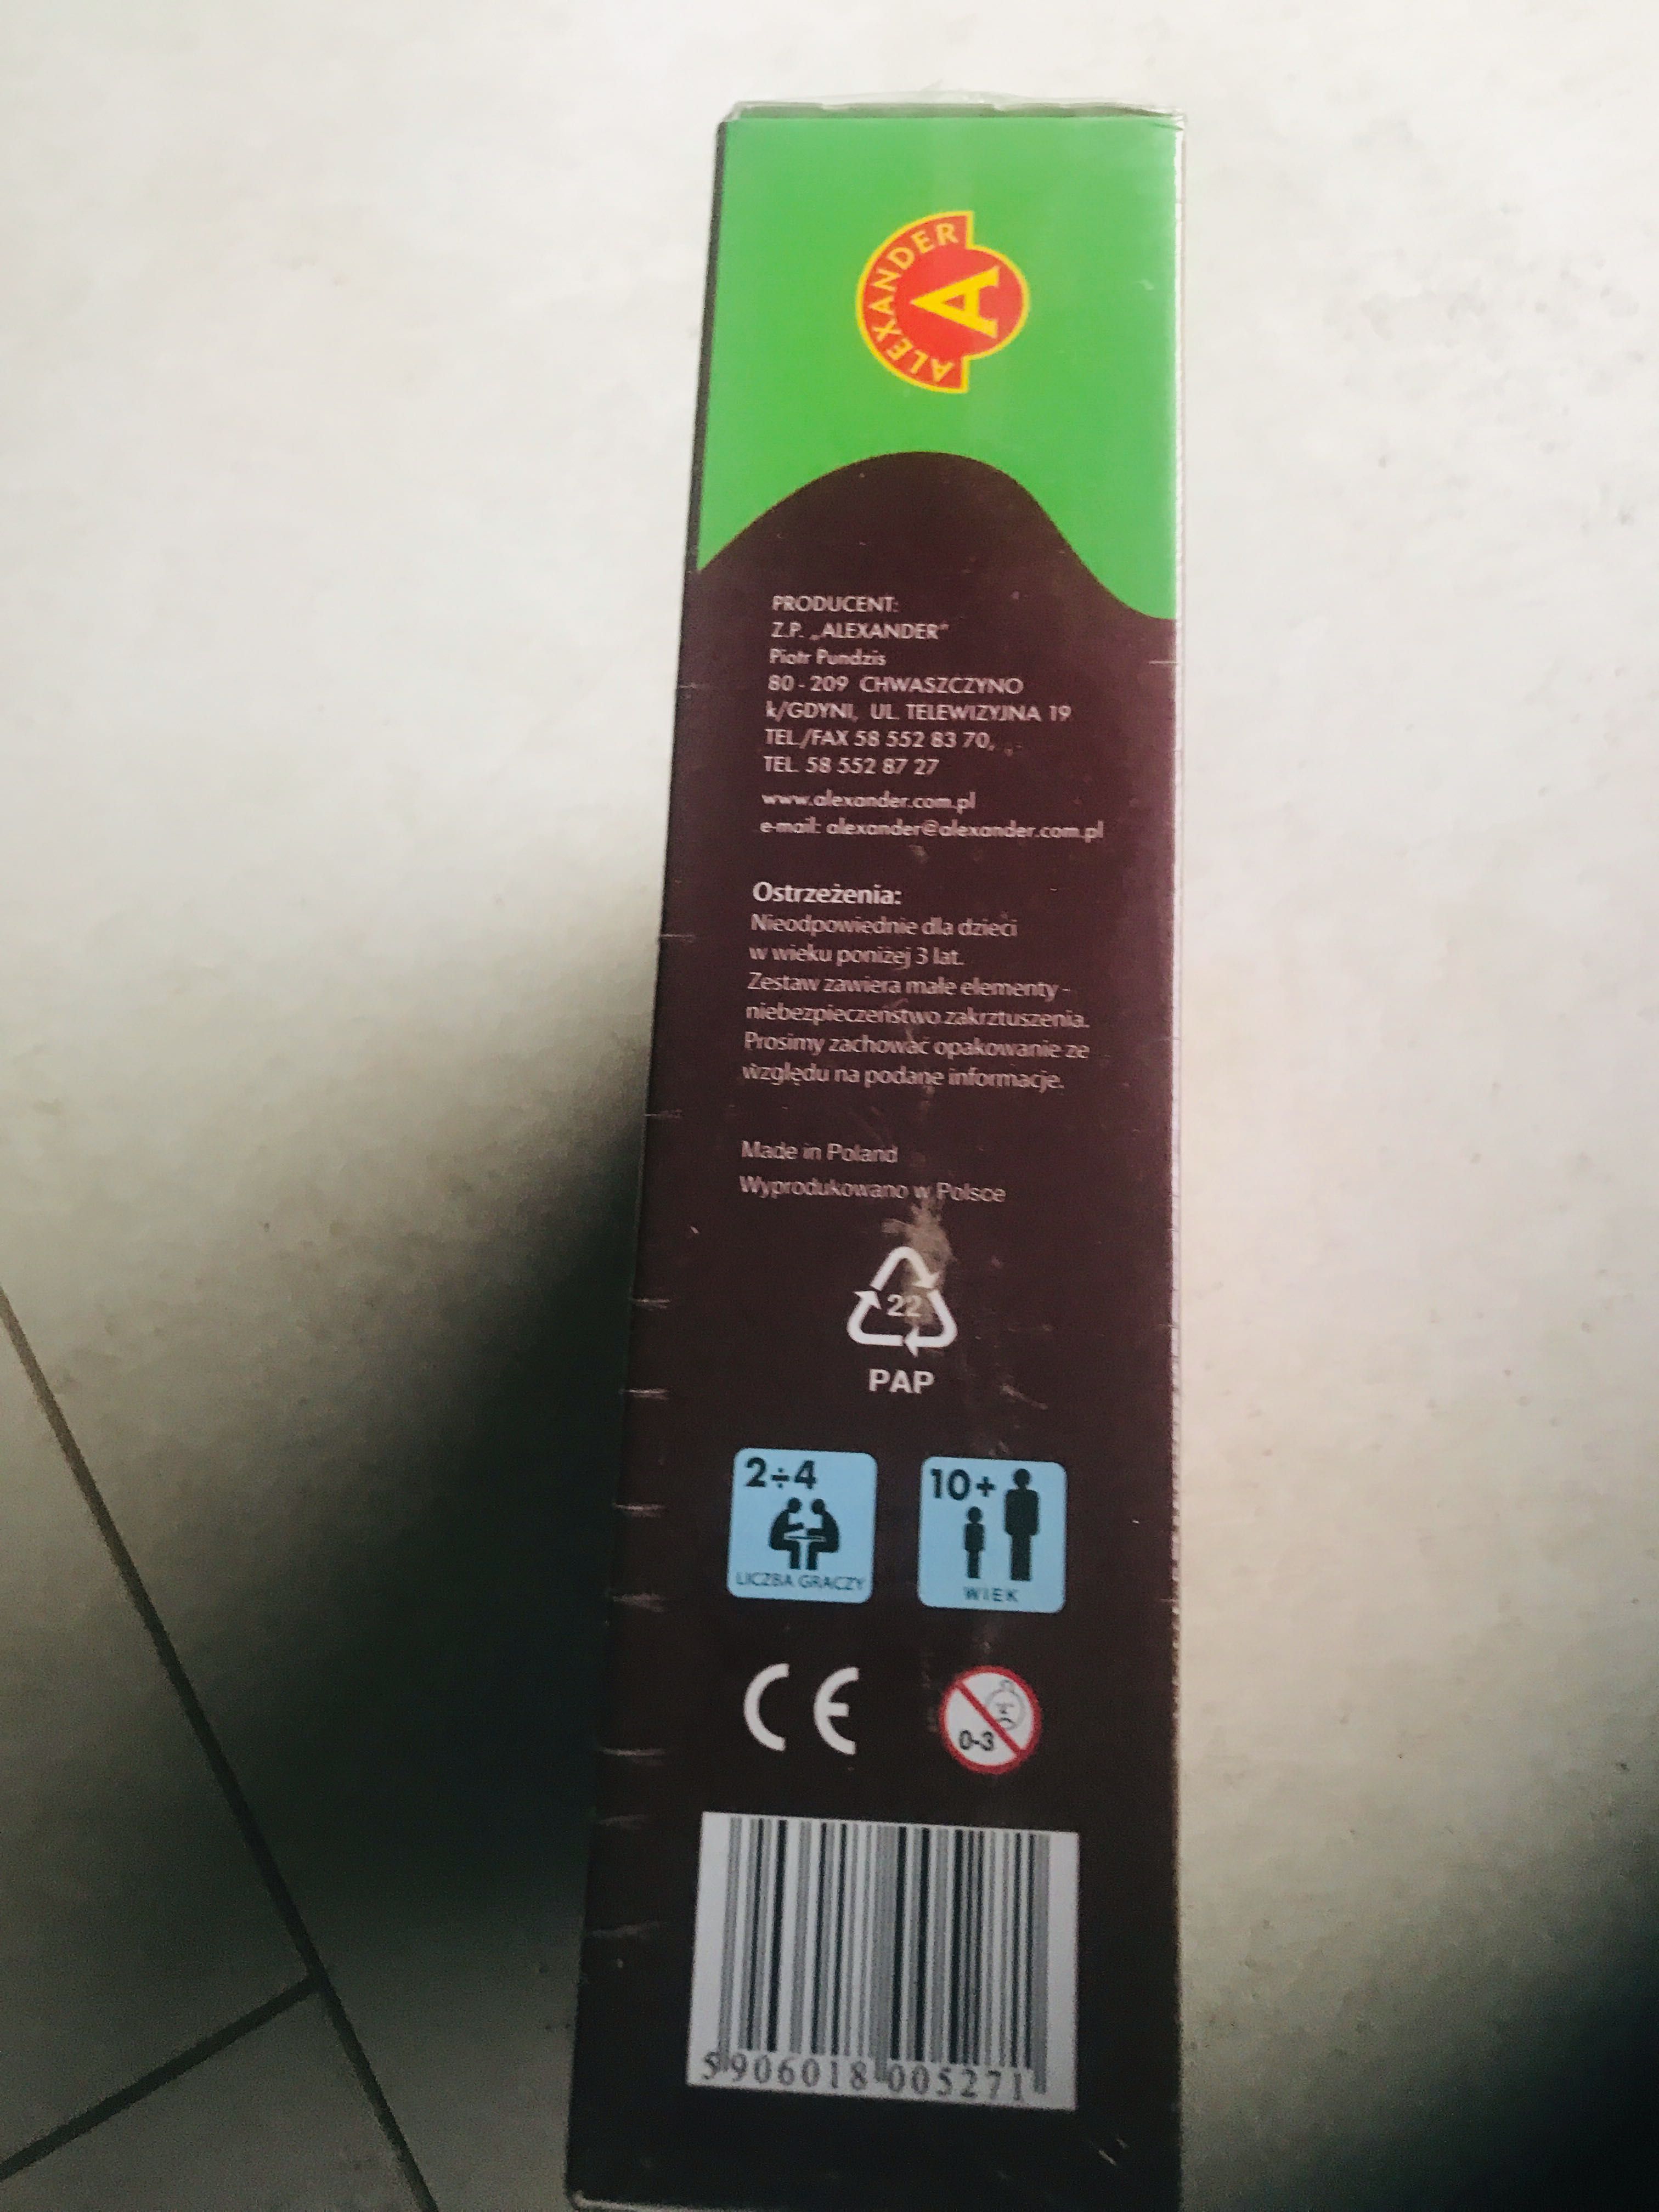 ALEXANDER
A
PRODUCENT:
Z.P. „ALEXANDER"
Piotr Pundzis
80 - 209 CHWASZCZYNO
k/GDYNI, UL. TELEWIZYJNA 19
TEL./FAX 58 552 83 70,
TEL. 58 552 87 27
www.alexander.com.pl
e-mail: alexander@alexander.com.pl
Ostrzeżenia:
Nieodpowiednie dla dzieci
w wieku poniżej 3 lat.
Zestaw zawiera małe elementy -
niebezpieczeństwo zakrztuszenia.
Prosimy zachować opakowanie ze
względu na podane informacje.
Made in Poland
Wyprodukowano w Polsce
22
PAP
2÷4
LICZBA GRACZY
10+
WIEK
CE
0-3
5 906018 005271